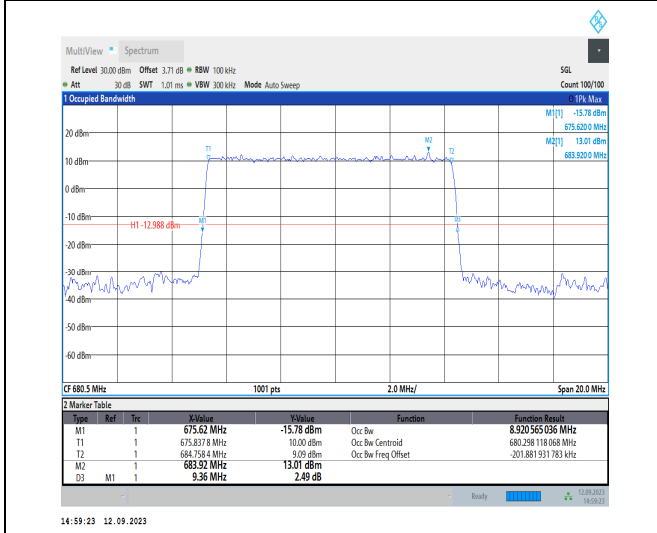 MultiView Spectrum
Ref Level 30.00 dBm Offset 3.71 dB RBW 100 kHz SGL
Att 30 dB SWT 1.01 ms VBW 300 kHz Mode Auto Sweep Count 100/100
1 Occupied Bandwidth 1Pk Max
M1[1] -15.78 dBm
675.620 0 MHz
M2[1] 13.01 dBm
683.920 0 MHz
20 dBm
M2
T1 T2
10 dBm
0 dBm
-10 dBm
M1
H1 -12.988 dBm
-20 dBm
-30 dBm
-40 dBm
-50 dBm
-60 dBm
CF 680.5 MHz 1001 pts 2.0 MHz/ Span 20.0 MHz
2 Marker Table
Type Ref Trc X-Value Y-Value Function Function Result
M1 1 675.62 MHz -15.78 dBm Occ Bw 8.920 565 036 MHz
T1 1 675.837 8 MHz 10.00 dBm Occ Bw Centroid 680.298 118 068 MHz
T2 1 684.758 4 MHz 9.09 dBm Occ Bw Freq Offset -201.881 931 783 kHz
M2 1 683.92 MHz 13.01 dBm
D3 M1 1 9.36 MHz 2.49 dB
Ready 12.09.2023
14:59:23
14:59:23 12.09.2023